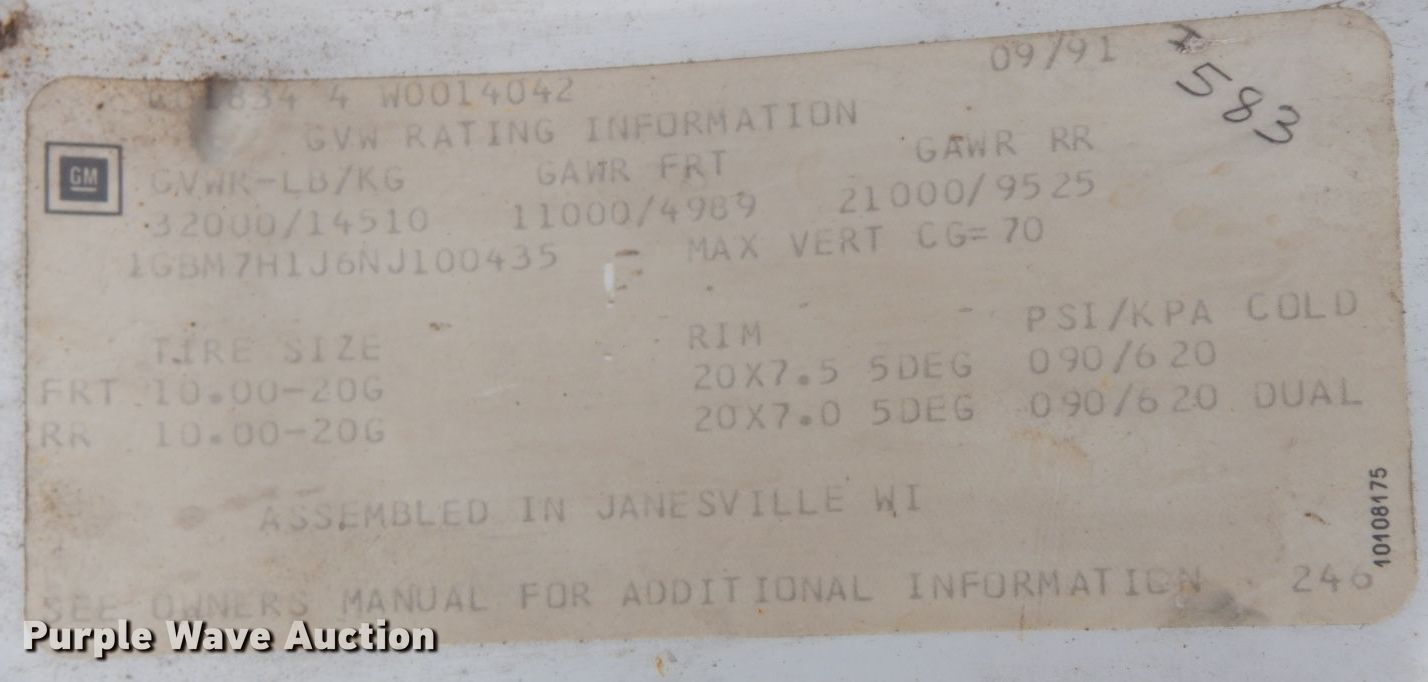 834 4 W0014042 09/91
583
GVW RATING INFORMATION
GM
GVWR-LB/KG GAWR FRT GAWR RR
32000/14510 11000/4989 21000/9525
1GBM7H1J6NJ100435 MAX VERT CG=70
TIRE SIZE RIM PSI/KPA COLD
FRT 10.00-20G 20X7.5 5DEG 090/620
RR 10.00-20G 20X7.0 5DEG 090/620 DUAL
ASSEMBLED IN JANESVILLE WI
10108175
SEE OWNERS MANUAL FOR ADDITIONAL INFORMATION 246
Purple Wave Auction